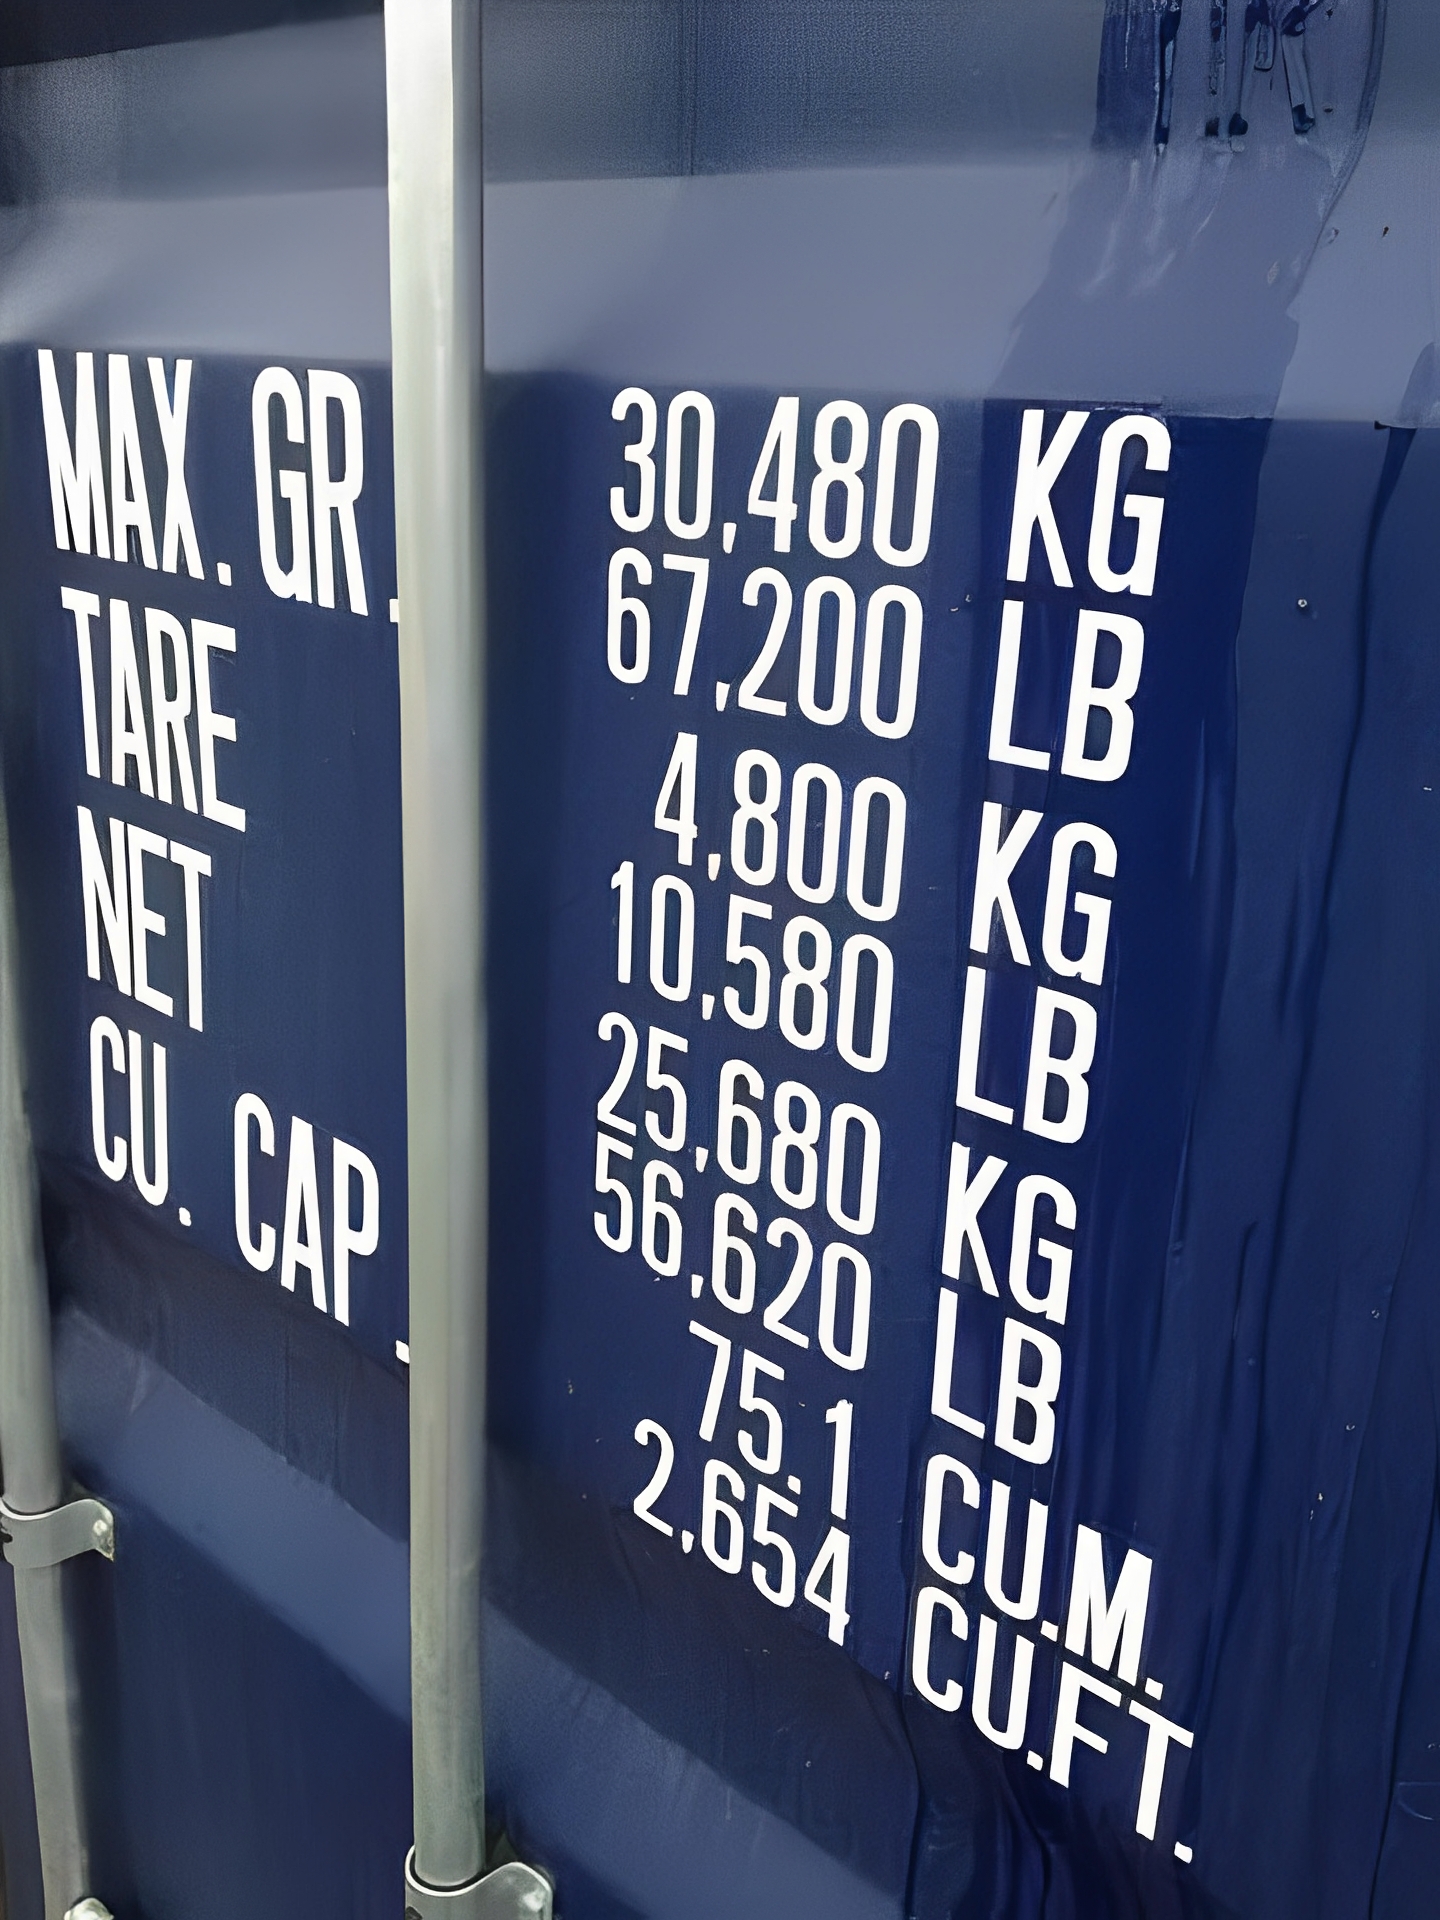 MAX. GR. 30,480 KG
67,200 LB
TARE 4,800 KG
10,580 LB
NET 25,680 KG
56,620 LB
CU. CAP. 75.1 CU.M.
2,654 CU.FT.